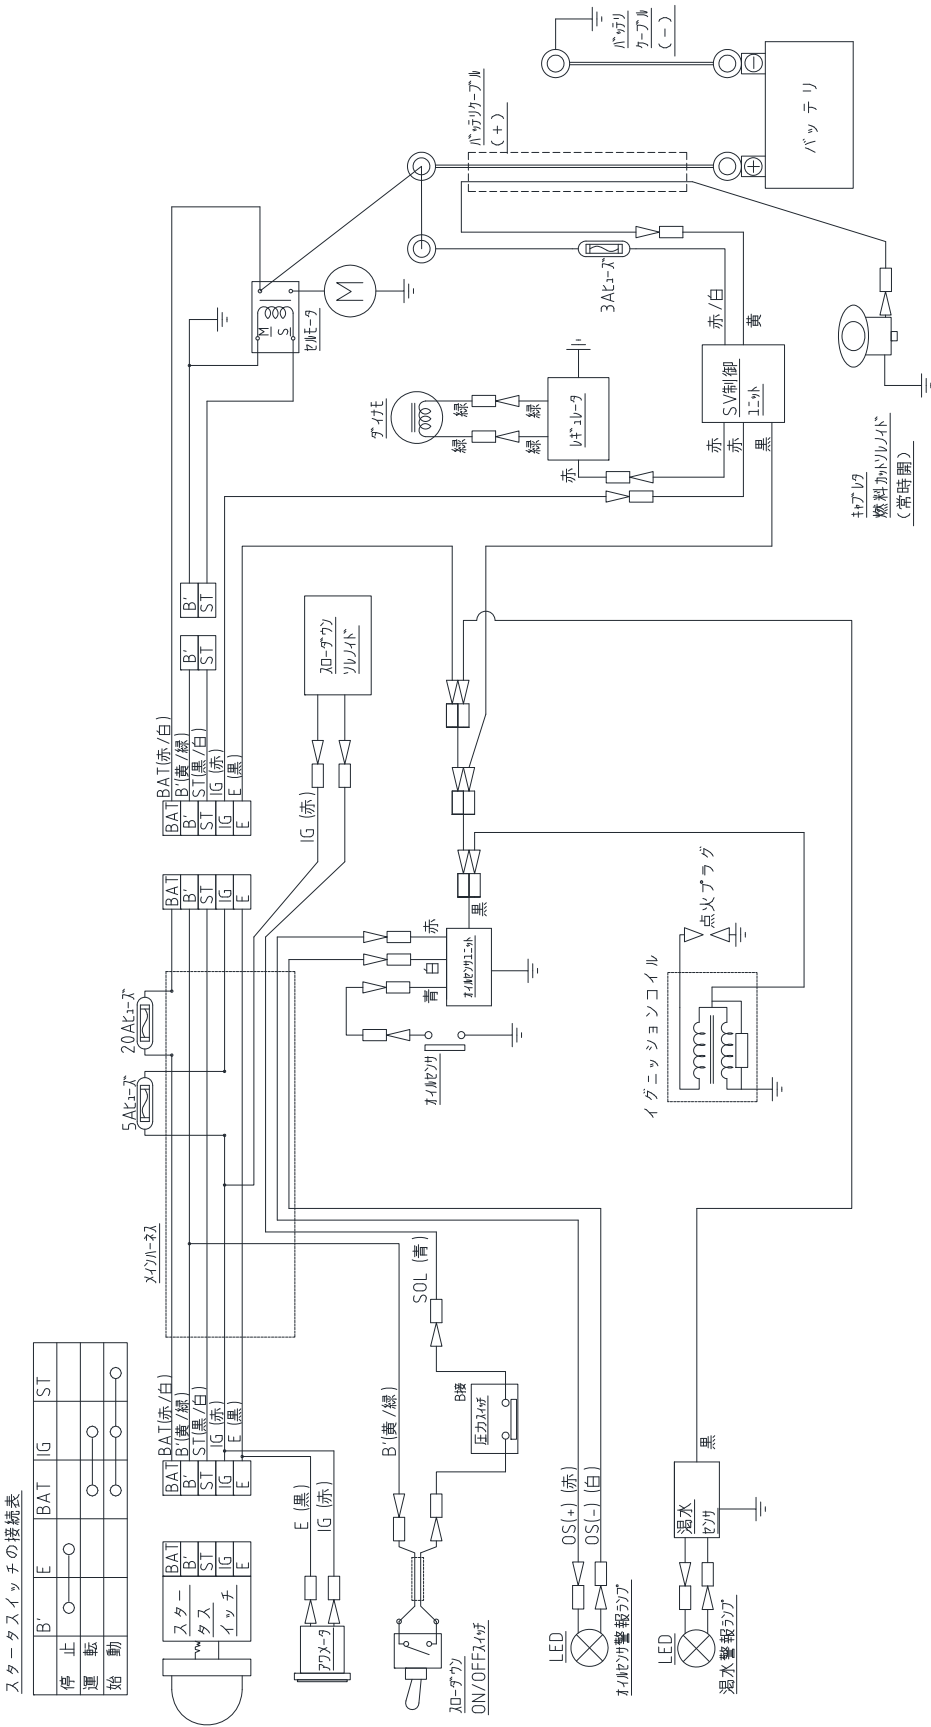 スタータスイッチの接続表
B' E BAT IG ST
停 止
運 転
始 動
スター
タス
イッチ
BAT
B'
ST
IG
E
BAT
B'
ST
IG
E
BAT(赤/白)
B'(黄/緑)
ST(黒/白)
IG (赤)
E (黒)
メインハーネス
5Aヒューズ
20Aヒューズ
BAT
B'
ST
IG
E
BAT
B'
ST
IG
E
BAT(赤/白)
B'(黄/緑)
ST(黒/白)
IG (赤)
E (黒)
B'
ST
B'
ST
M
S
セルモータ
M
アワメータ
E (黒)
IG (赤)
スローダウン
ON/OFFスイッチ
B'(黄/緑)
SOL (青)
B接
圧力スイッチ
IG (赤)
スローダウン
ソレノイド
LED
オイルセンサ警報ランプ
OS(+) (赤)
OS(-) (白)
オイルセンサ
青
白
赤
オイルセンサユニット
黒
LED
渇水警報ランプ
渇水
センサ
黒
イグニッションコイル
点火プラグ
ダイナモ
緑
緑
緑
緑
レギュレータ
赤
SV制御
ユニット
赤
赤
黒
赤/白
黄
3Aヒューズ
キャブレタ
燃料カットソレノイド
(常時開)
バッテリケーブル
(+)
バッテリ
ケーブル
(-)
バッテリ